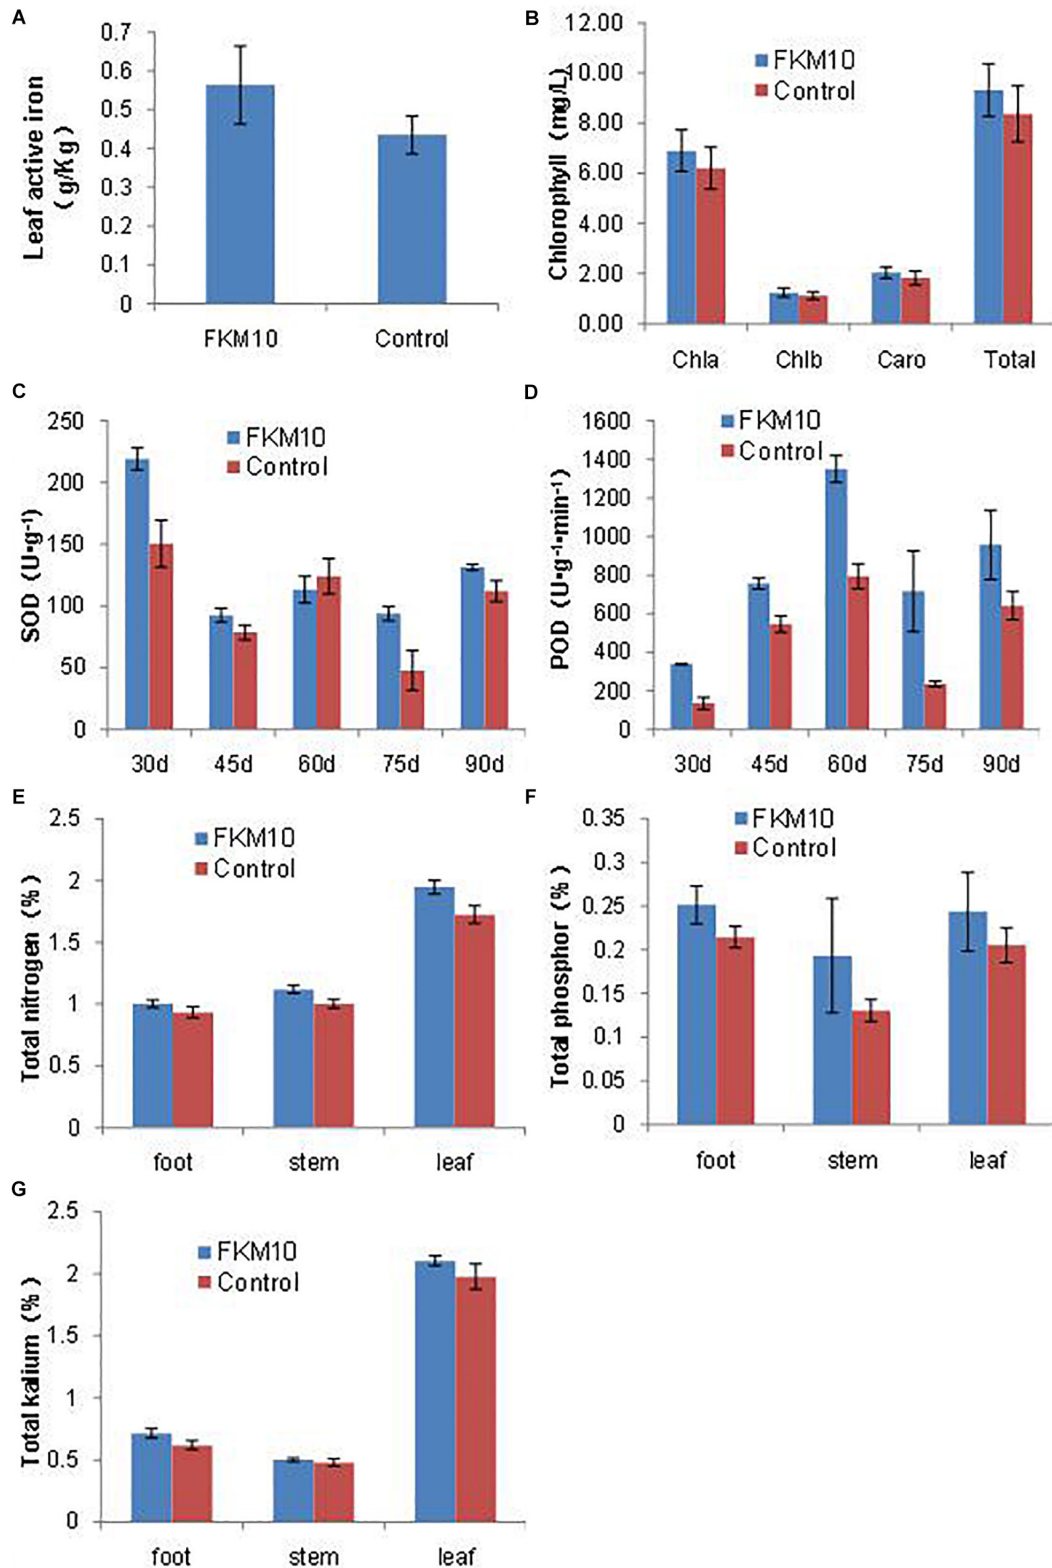 A
Leaf active iron
(g/Kg)
0.7
0.6
0.5
0.4
0.3
0.2
0.1
0
FKM10 Control
B
Chlorophyll (mg/L)
12.00
10.00
8.00
6.00
4.00
2.00
0.00
FKM10
Control
Chla Chlb Caro Total
C
SOD (U•g-1)
250
200
150
100
50
0
FKM10
Control
30d 45d 60d 75d 90d
D
POD (U•g-1•min-1)
1600
1400
1200
1000
800
600
400
200
0
FKM10
Control
30d 45d 60d 75d 90d
E
Total nitrogen (%)
2.5
2
1.5
1
0.5
0
FKM10
Control
foot stem leaf
F
Total phosphor (%)
0.35
0.3
0.25
0.2
0.15
0.1
0.05
0
FKM10
Control
foot stem leaf
G
Total kalium (%)
2.5
2
1.5
1
0.5
0
FKM10
Control
foot stem leaf